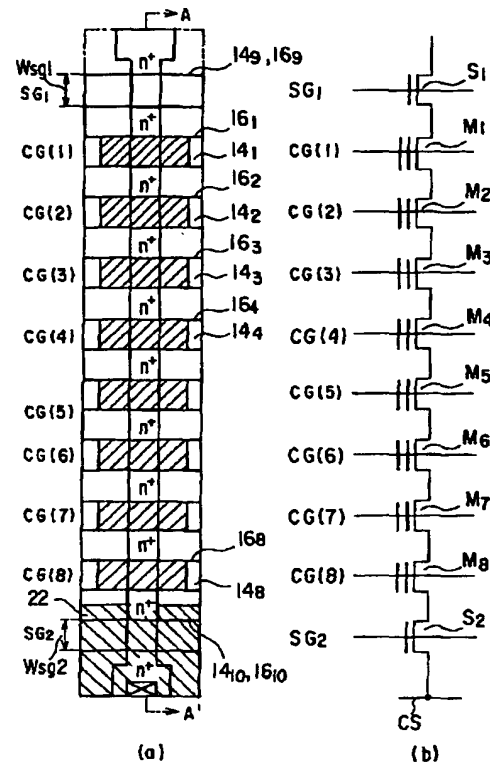 A
Wsg1
SG1
n+
149,169
n+
161
CG(1)
141
n+
162
CG(2)
142
n+
163
CG(3)
143
n+
164
CG(4)
144
n+
CG(5)
n+
CG(6)
n+
CG(7)
n+
168
CG(8)
148
22
n+
SG2
Wsg2
n+
1410,1610
A'
(a)
SG1
S1
CG(1)
M1
CG(2)
M2
CG(3)
M3
CG(4)
M4
CG(5)
M5
CG(6)
M6
CG(7)
M7
CG(8)
M8
SG2
S2
CS
(b)